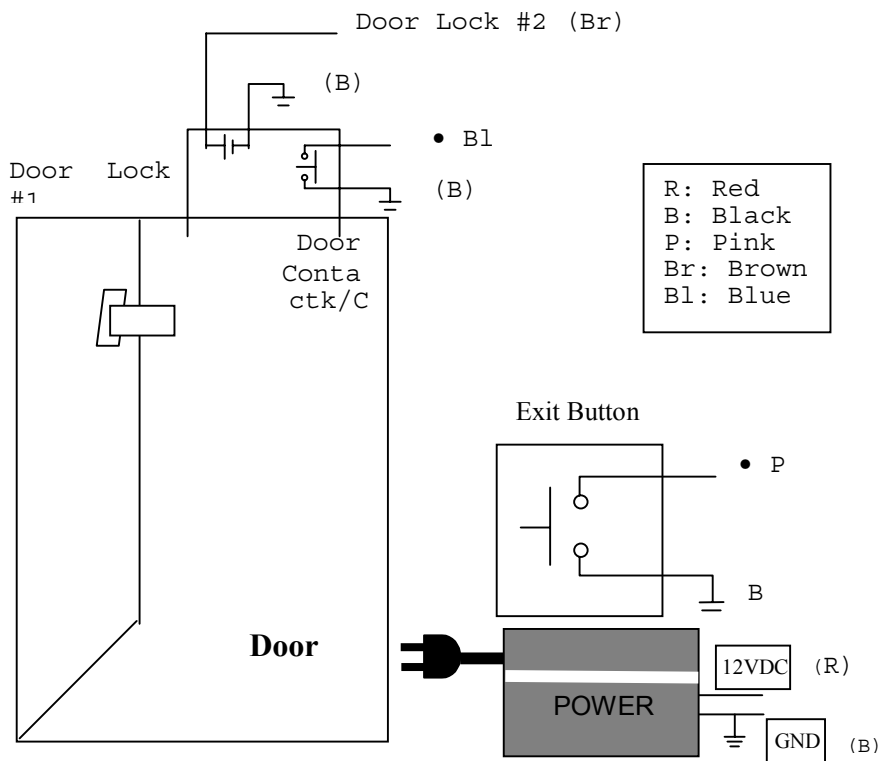 Door Lock #2 (Br)
(B)
• Bl
Door Lock
#1
(B)
R: Red
B: Black
P: Pink
Br: Brown
Bl: Blue
Door
Conta
ctk/C
Exit Button
• P
B
Door
12VDC (R)
POWER
GND (B)